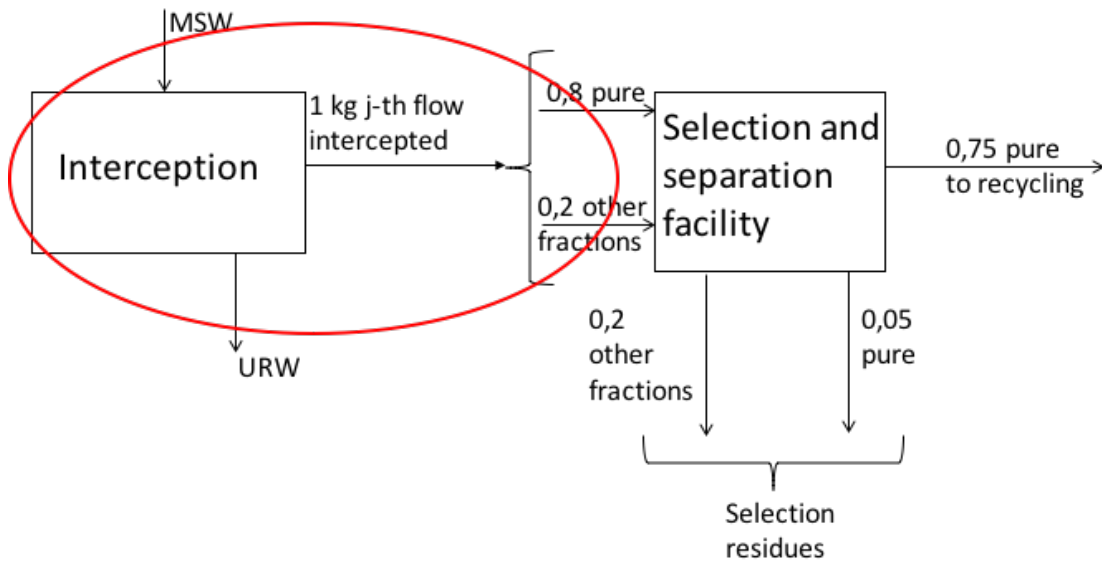 MSW
Interception
1 kg j-th flow
intercepted
URW
0,8 pure
0,2 other
fractions
Selection and
separation
facility
0,75 pure
to recycling
0,2
other
fractions
0,05
pure
Selection
residues